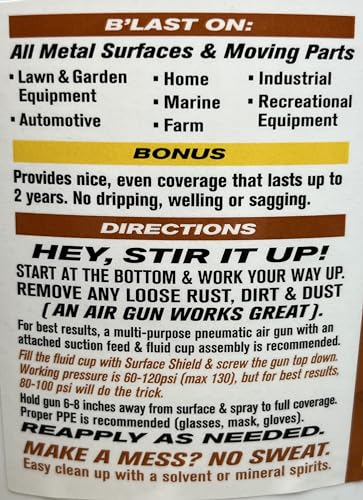 B'LAST ON:
All Metal Surfaces & Moving Parts
• Lawn & Garden Equipment
• Automotive
• Home
• Marine
• Farm
• Industrial
• Recreational Equipment
BONUS
Provides nice, even coverage that lasts up to
2 years. No dripping, welling or sagging.
DIRECTIONS
HEY, STIR IT UP!
START AT THE BOTTOM & WORK YOUR WAY UP.
REMOVE ANY LOOSE RUST, DIRT & DUST
(AN AIR GUN WORKS GREAT).
For best results, a multi-purpose pneumatic air gun with an
attached suction feed & fluid cup assembly is recommended.
Fill the fluid cup with Surface Shield & screw the gun top down.
Working pressure is 60-120psi (max 130), but for best results,
80-100 psi will do the trick.
Hold gun 6-8 inches away from surface & spray to full coverage.
Proper PPE is recommended (glasses, mask, gloves).
REAPPLY AS NEEDED.
MAKE A MESS? NO SWEAT.
Easy clean up with a solvent or mineral spirits.